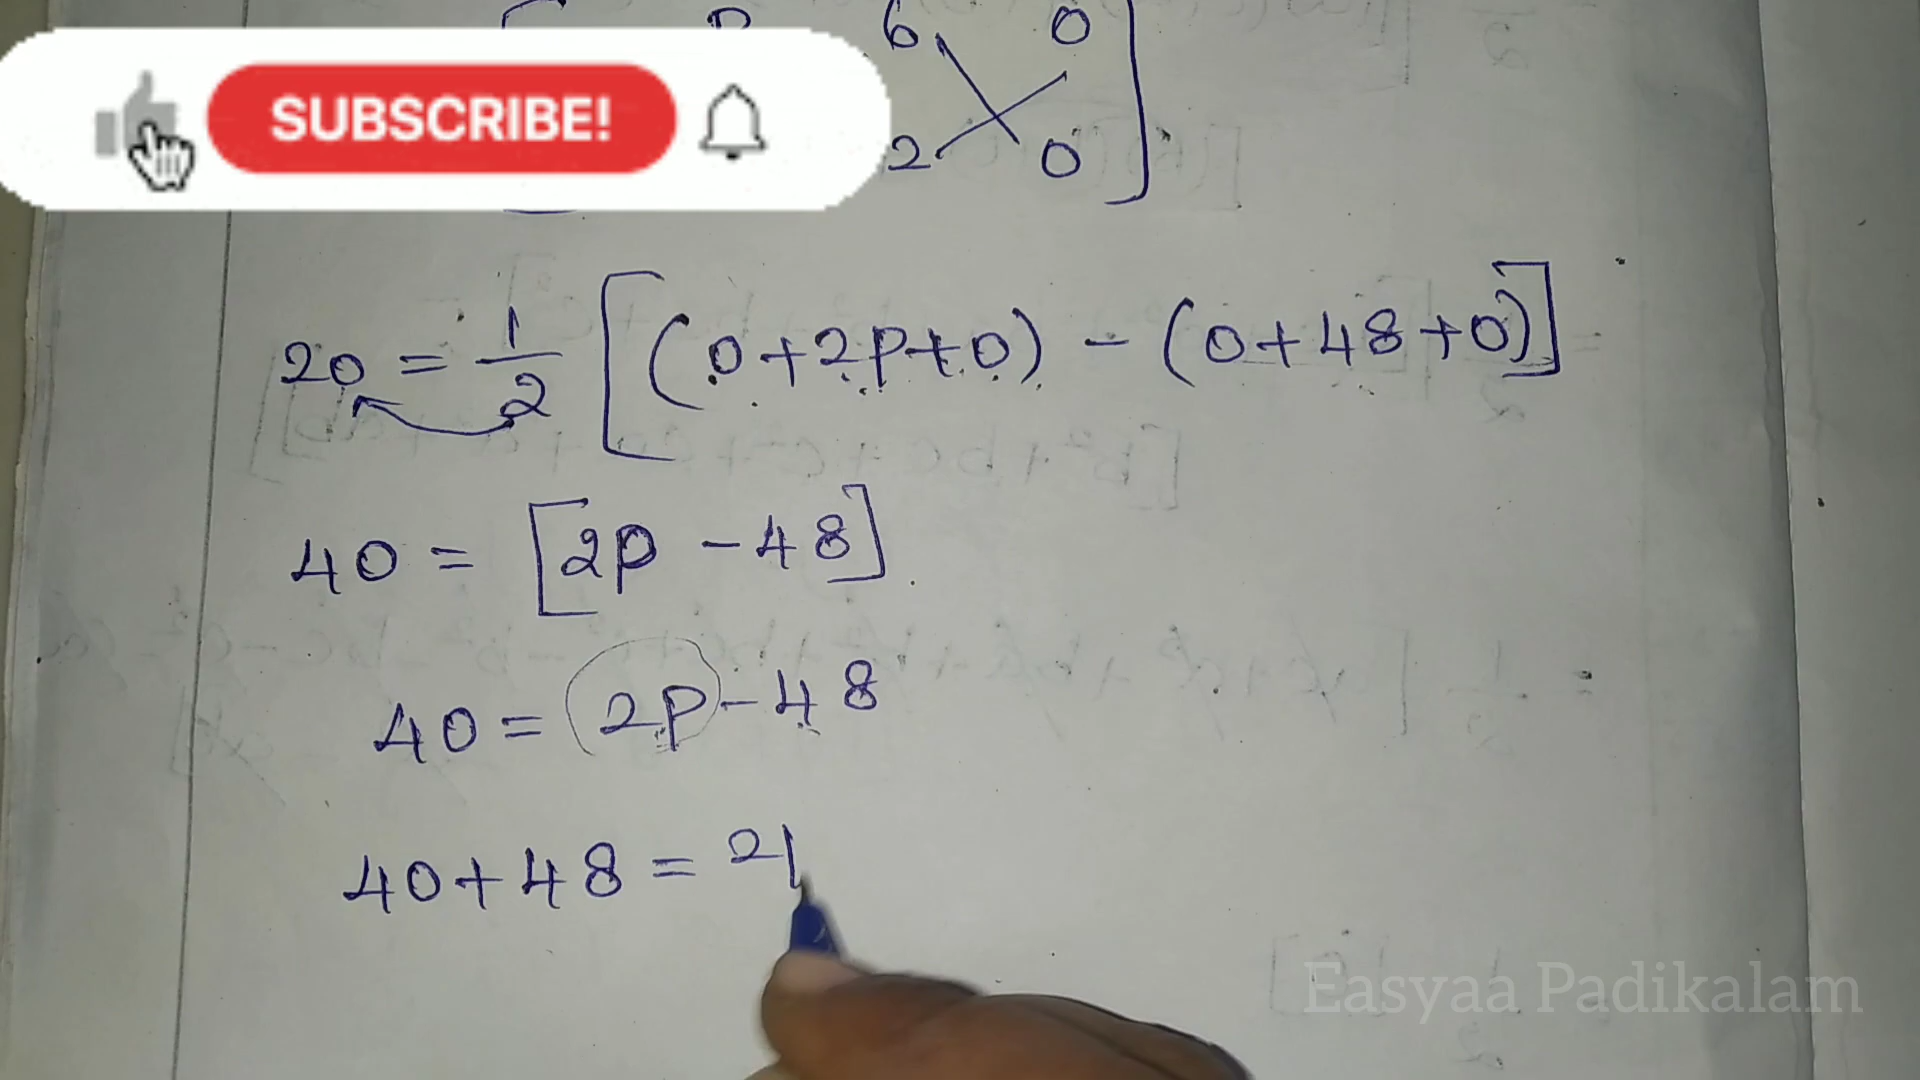 6 0
SUBSCRIBE!
2 0
20 = 1/2 [(0+2p+0) - (0+48+0)]
40 = [2p - 48]
40 = 2p - 48
40+48 = 2
Easyaa Padikalam